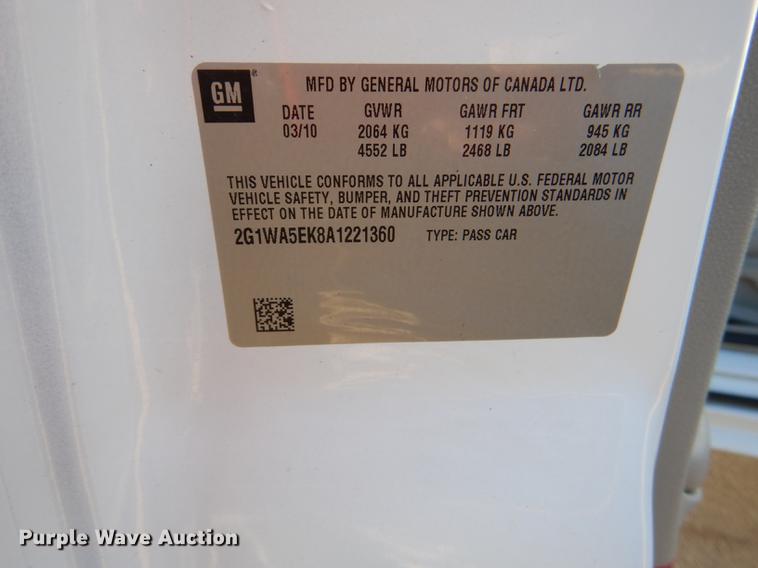 GM
MFD BY GENERAL MOTORS OF CANADA LTD.
DATE GVWR GAWR FRT GAWR RR
03/10 2064 KG 1119 KG 945 KG
4552 LB 2468 LB 2084 LB
THIS VEHICLE CONFORMS TO ALL APPLICABLE U.S. FEDERAL MOTOR
VEHICLE SAFETY, BUMPER, AND THEFT PREVENTION STANDARDS IN
EFFECT ON THE DATE OF MANUFACTURE SHOWN ABOVE.
2G1WA5EK8A1221360 TYPE: PASS CAR
Purple Wave Auction